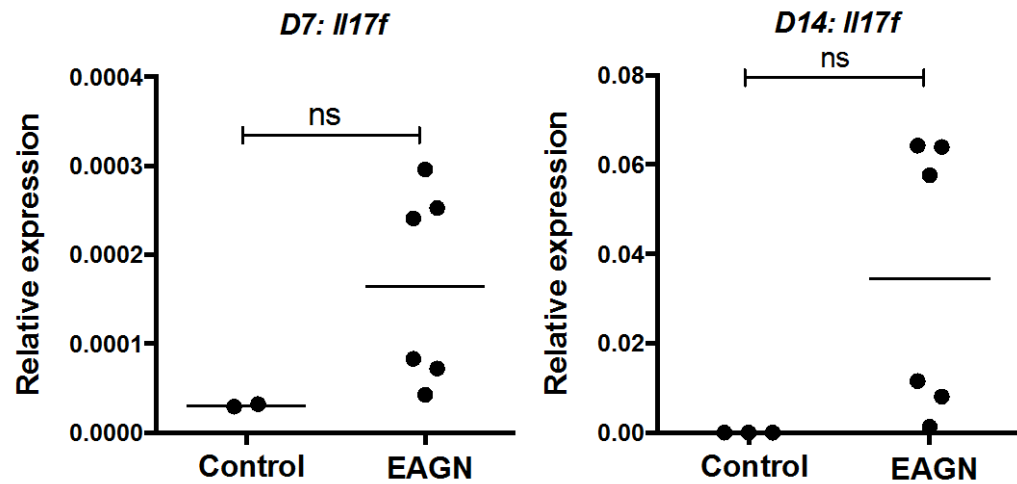 D7: Il17f
Relative expression
0.0004
0.0003
0.0002
0.0001
0.0000
ns
Control
EAGN
D14: Il17f
Relative expression
0.08
0.06
0.04
0.02
0.00
ns
Control
EAGN